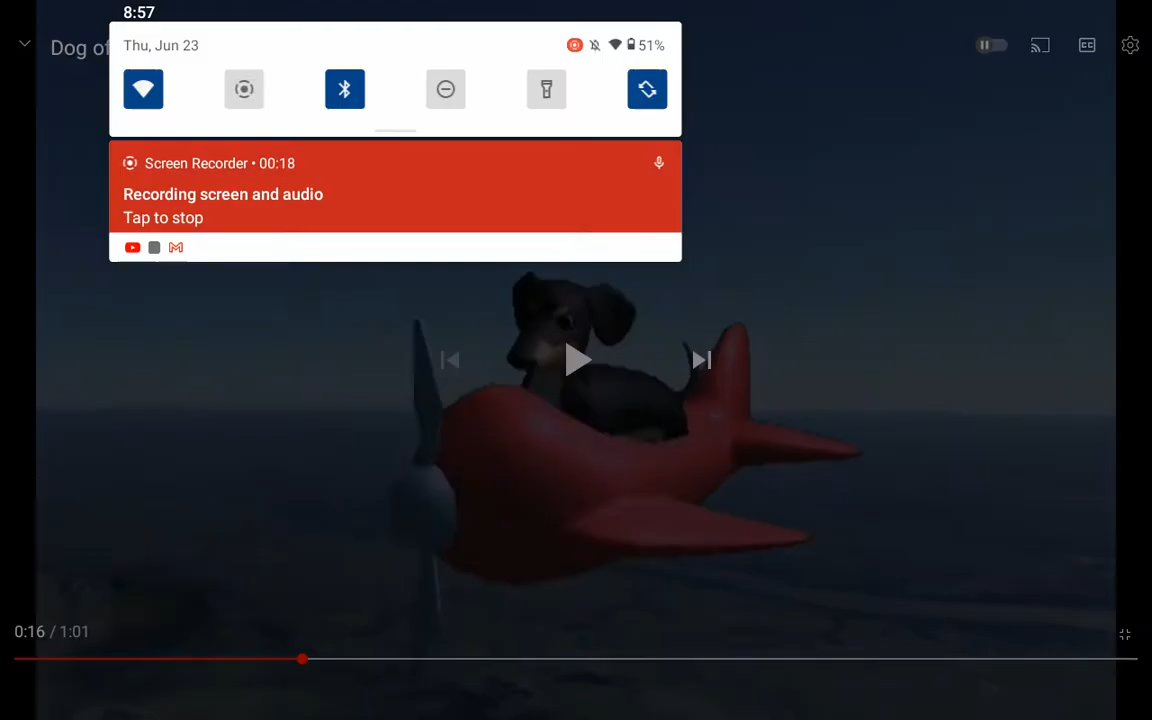 8:57
Thu, Jun 23
51%
Dog of
CC
Screen Recorder • 00:18
Recording screen and audio
Tap to stop
0:16 / 1:01